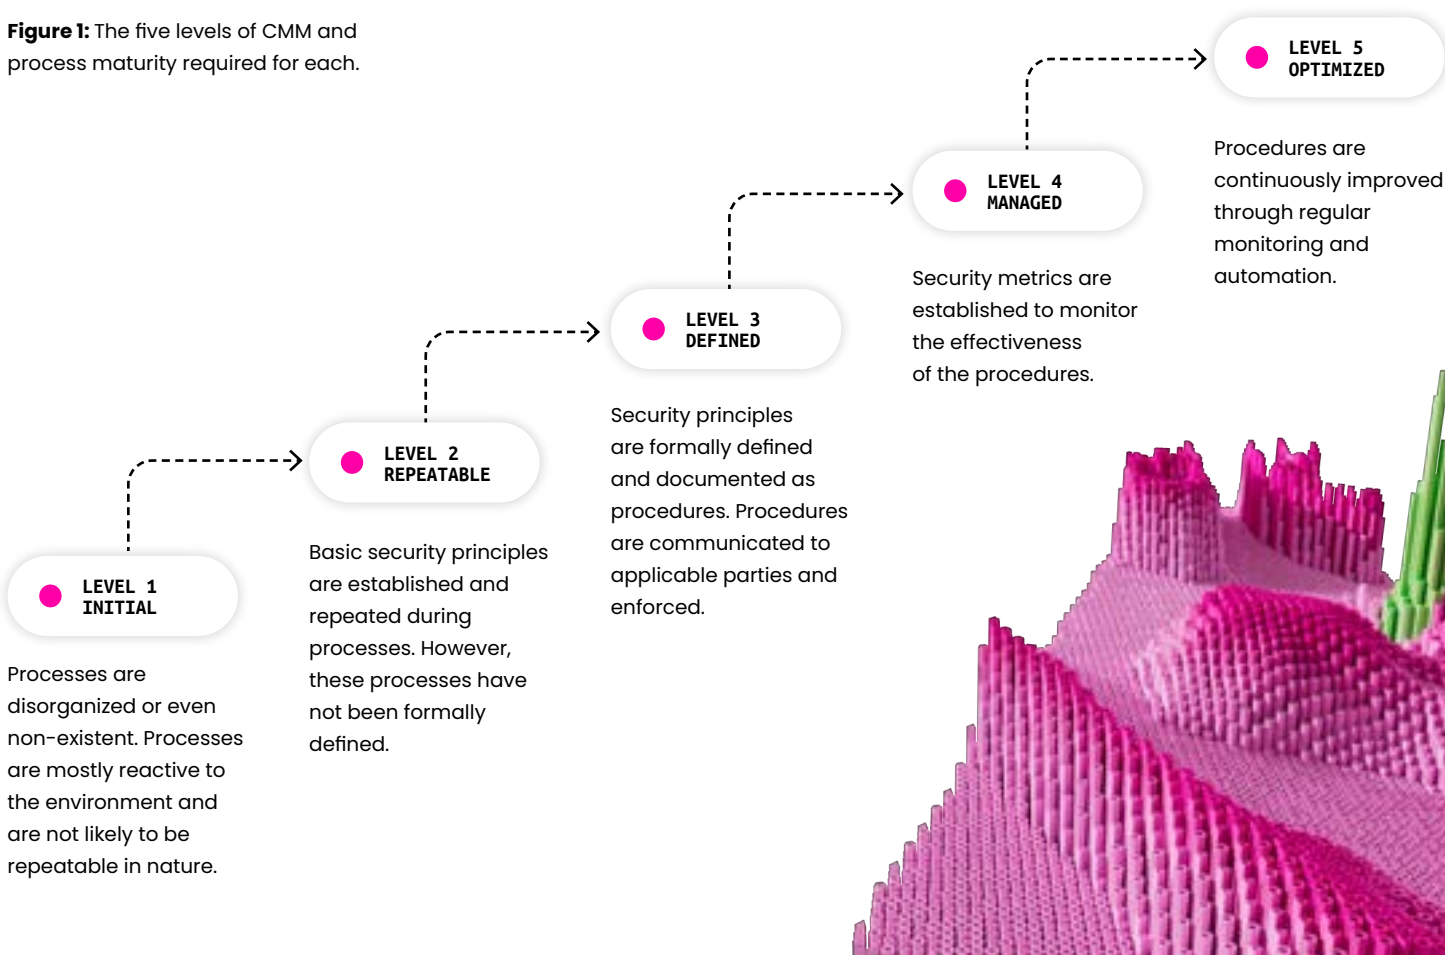 Figure 1: The five levels of CMM and
process maturity required for each.
LEVEL 1
INITIAL
Processes are
disorganized or even
non-existent. Processes
are mostly reactive to
the environment and
are not likely to be
repeatable in nature.
LEVEL 2
REPEATABLE
Basic security principles
are established and
repeated during
processes. However,
these processes have
not been formally
defined.
LEVEL 3
DEFINED
Security principles
are formally defined
and documented as
procedures. Procedures
are communicated to
applicable parties and
enforced.
LEVEL 4
MANAGED
Security metrics are
established to monitor
the effectiveness
of the procedures.
LEVEL 5
OPTIMIZED
Procedures are
continuously improved
through regular
monitoring and
automation.